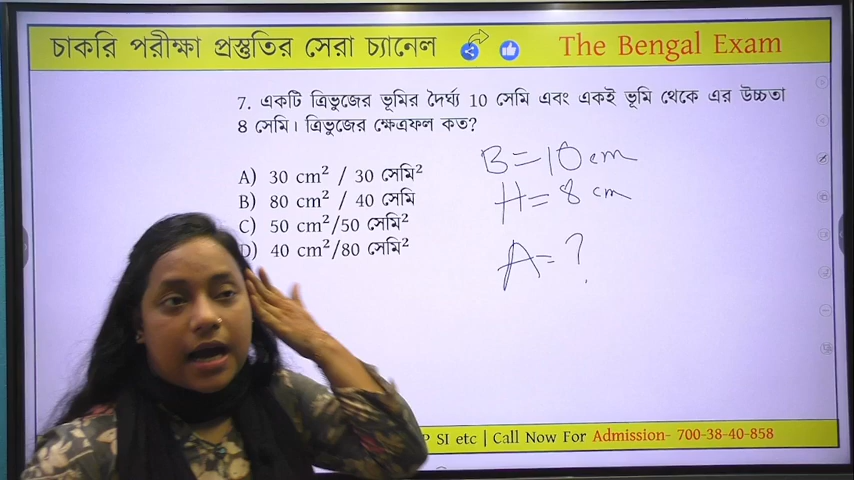 চাকরি পরীক্ষা প্রস্তুতির সেরা চ্যানেল The Bengal Exam
7. একটি ত্রিভুজের ভূমির দৈর্ঘ্য 10 সেমি এবং একই ভূমি থেকে এর উচ্চতা
8 সেমি। ত্রিভুজের ক্ষেত্রফল কত?
A) 30 cm² / 30 সেমি²
B) 80 cm² / 40 সেমি
C) 50 cm²/50 সেমি²
D) 40 cm²/80 সেমি²
B = 10 cm
H = 8 cm
A = ?
P SI etc | Call Now For Admission- 700-38-40-858